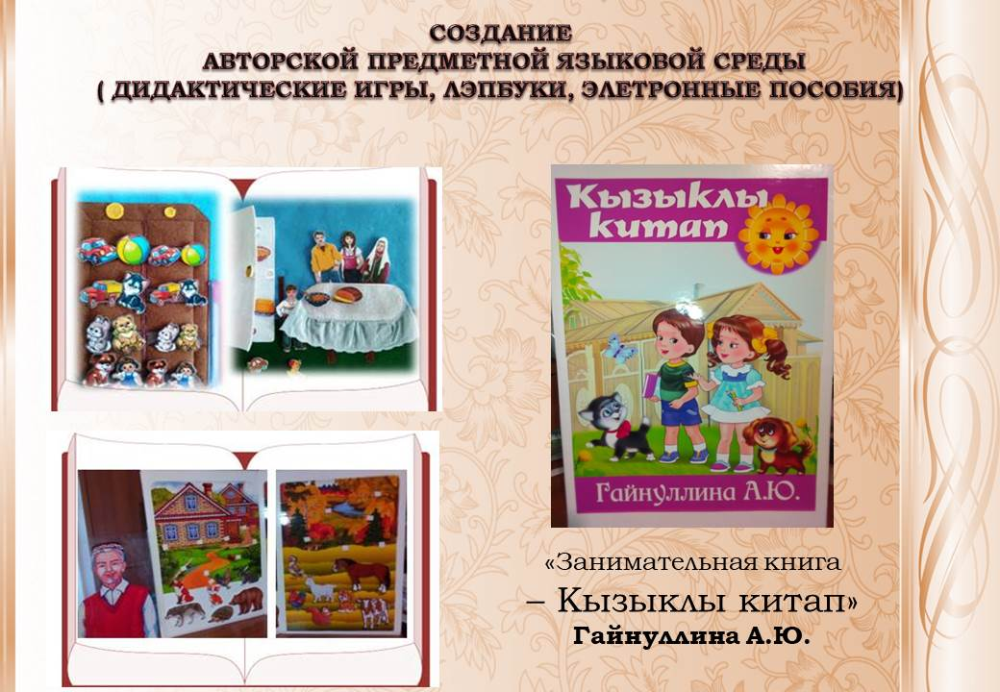 СОЗДАНИЕ
АВТОРСКОЙ ПРЕДМЕТНОЙ ЯЗЫКОВОЙ СРЕДЫ
( ДИДАКТИЧЕСКИЕ ИГРЫ, ЛЭПБУКИ, ЭЛЕТРОННЫЕ ПОСОБИЯ)
Кызыклы
китап
Гайнуллина А.Ю.
«Занимательная книга
– Кызыклы китап»
Гайнуллина А.Ю.